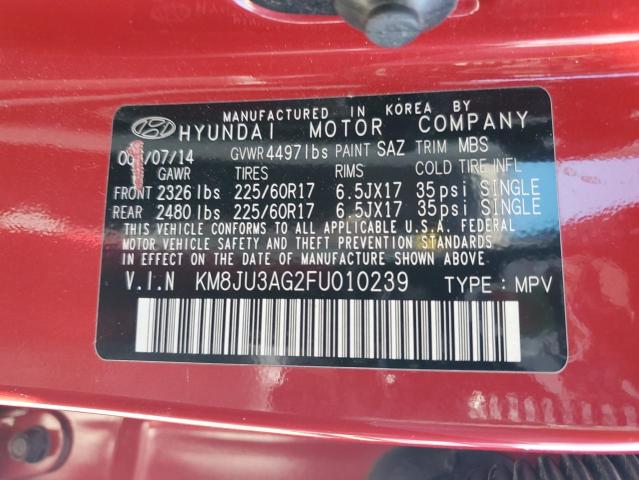 MANUFACTURED IN KOREA BY
HYUNDAI MOTOR COMPANY
/07/14 GVWR 4497lbs PAINT SAZ TRIM MBS
GAWR TIRES RIMS COLD TIRE INFL
FRONT 2326 lbs 225/60R17 6.5JX17 35psi SINGLE
REAR 2480 lbs 225/60R17 6.5JX17 35psi SINGLE
THIS VEHICLE CONFORMS TO ALL APPLICABLE U.S.A. FEDERAL
MOTOR VEHICLE SAFETY AND THEFT PREVENTION STANDARDS
IN EFFECT ON THE DATE OF MANUFACTURE SHOWN ABOVE.
V.I.N KM8JU3AG2FU010239 TYPE : MPV